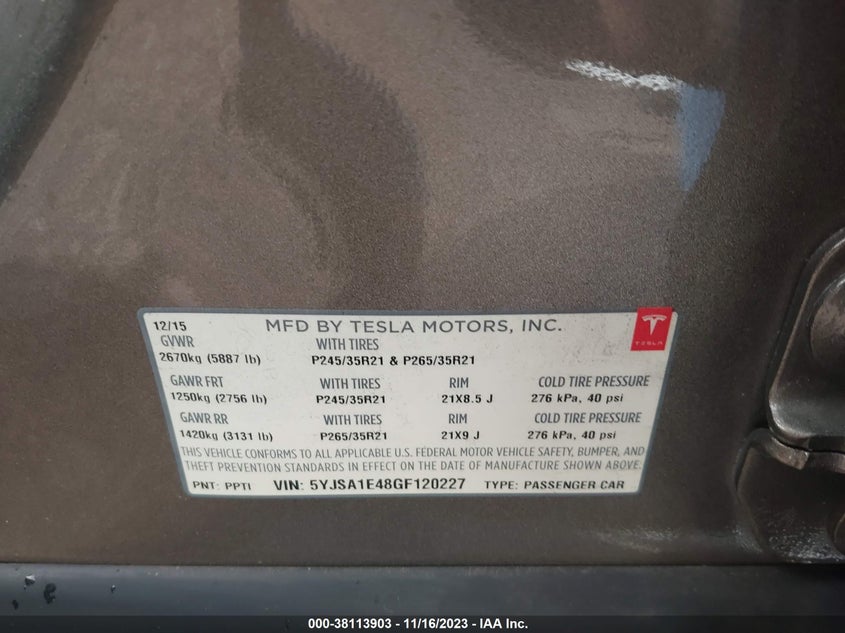 12/15 MFD BY TESLA MOTORS, INC.
TESLA
GVWR WITH TIRES
2670kg (5887 lb) P245/35R21 & P265/35R21
GAWR FRT WITH TIRES RIM COLD TIRE PRESSURE
1250kg (2756 lb) P245/35R21 21X8.5 J 276 kPa, 40 psi
GAWR RR WITH TIRES RIM COLD TIRE PRESSURE
1420kg (3131 lb) P265/35R21 21X9 J 276 kPa, 40 psi
THIS VEHICLE CONFORMS TO ALL APPLICABLE U.S. FEDERAL MOTOR VEHICLE SAFETY, BUMPER, AND
THEFT PREVENTION STANDARDS IN EFFECT ON THE DATE OF MANUFACTURE SHOWN ABOVE.
PNT: PPTI VIN: 5YJSA1E48GF120227 TYPE: PASSENGER CAR
000-38113903 - 11/16/2023 - IAA Inc.